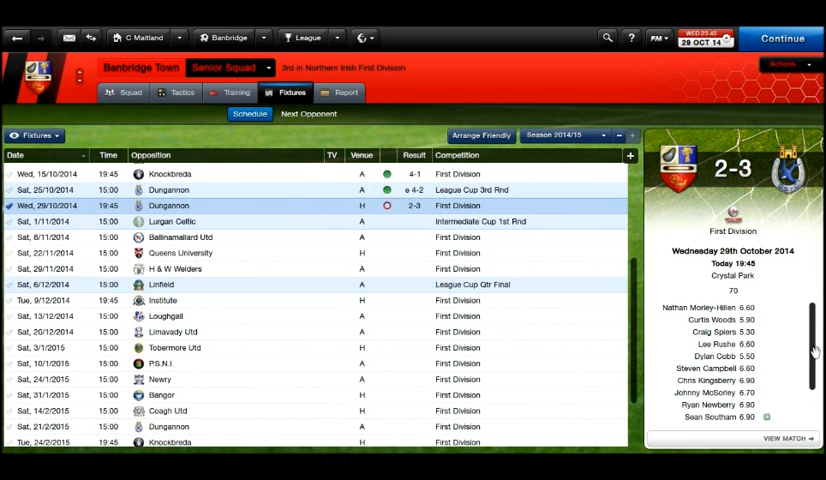 C Maitland Banbridge League ? FM WED 23:45 29 OCT 14 Continue
Banbridge Town Senior Squad 3rd in Northern Irish First Division Actions
Squad Tactics Training Fixtures Report
Schedule Next Opponent
Fixtures Arrange Friendly Season 2014/15 − +
Date Time Opposition TV Venue Result Competition +
Wed, 15/10/2014 19:45 Knockbreda A 4-1 First Division
Sat, 25/10/2014 15:00 Dungannon A e 4-2 League Cup 3rd Rnd
Wed, 29/10/2014 19:45 Dungannon H 2-3 First Division
Sat, 1/11/2014 15:00 Lurgan Celtic A Intermediate Cup 1st Rnd
Sat, 8/11/2014 15:00 Ballinamallard Utd A First Division
Sat, 22/11/2014 15:00 Queens University H First Division
Sat, 29/11/2014 15:00 H & W Welders A First Division
Sat, 6/12/2014 15:00 Linfield A League Cup Qtr Final
Tue, 9/12/2014 19:45 Institute H First Division
Sat, 13/12/2014 15:00 Loughgall A First Division
Sat, 20/12/2014 15:00 Limavady Utd A First Division
Sat, 3/1/2015 15:00 Tobermore Utd H First Division
Sat, 10/1/2015 15:00 P.S.N.I. A First Division
Sat, 24/1/2015 15:00 Newry A First Division
Sat, 31/1/2015 15:00 Bangor H First Division
Sat, 14/2/2015 15:00 Coagh Utd H First Division
Sat, 21/2/2015 15:00 Dungannon A First Division
Tue, 24/2/2015 19:45 Knockbreda H First Division
2-3
First Division
Wednesday 29th October 2014
Today 19:45
Crystal Park
70
Nathan Morley-Hillen 6.60
Curtis Woods 5.90
Craig Spiers 5.30
Lee Rushe 6.60
Dylan Cobb 5.50
Steven Campbell 6.60
Chris Kingsberry 6.90
Johnny McSorley 6.70
Ryan Newberry 6.90
Sean Southam 6.90
VIEW MATCH